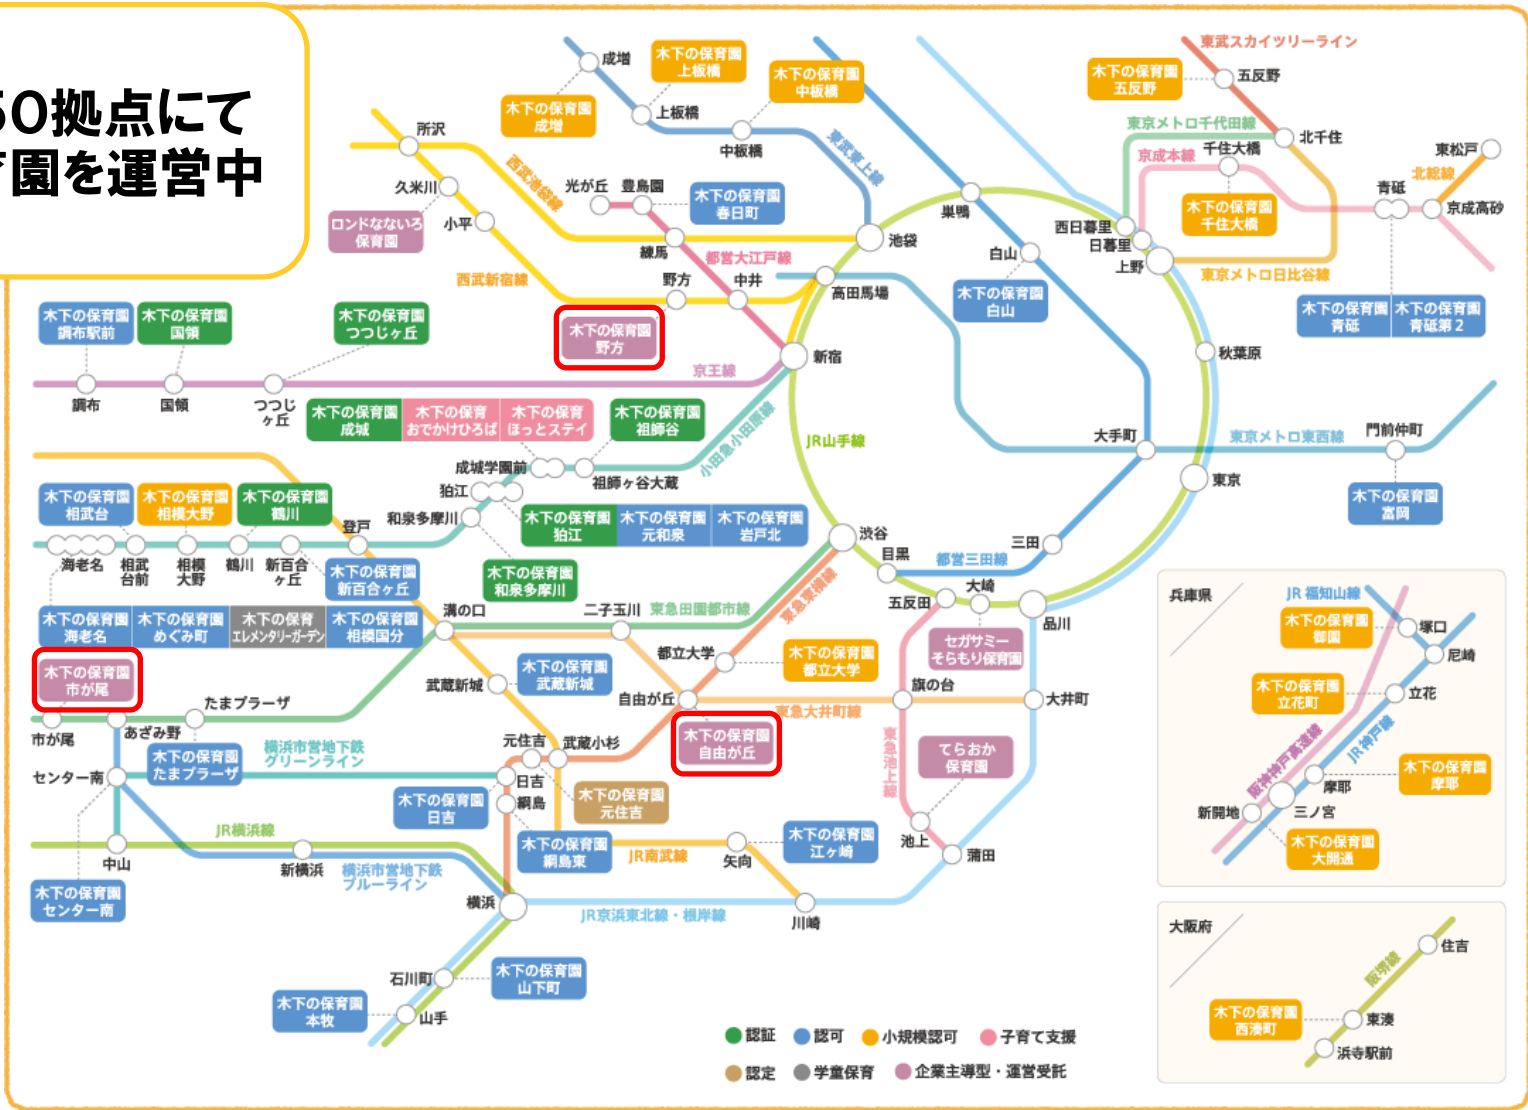 50拠点にて
育園を運営中
東武スカイツリーライン
五反野
木下の保育園
五反野
東京メトロ千代田線
北千住
京成本線
千住大橋
木下の保育園
千住大橋
東松戸
北総線
青砥
京成高砂
木下の保育園
青砥
木下の保育園
青砥第2
東京メトロ日比谷線
成増
木下の保育園
成増
木下の保育園
上板橋
上板橋
木下の保育園
中板橋
中板橋
東武東上線
所沢
西武池袋線
久米川
ロンドなないろ
保育園
小平
光が丘
豊島園
木下の保育園
春日町
練馬
都営大江戸線
西武新宿線
野方
中井
木下の保育園
野方
池袋
高田馬場
新宿
巣鴨
白山
木下の保育園
白山
西日暮里
日暮里
上野
秋葉原
木下の保育園
調布駅前
木下の保育園
国領
木下の保育園
つつじヶ丘
京王線
調布
国領
つつじ
ヶ丘
木下の保育園
成城
木下の保育
おでかけひろば
木下の保育
ほっとステイ
木下の保育園
祖師谷
小田急小田原線
JR山手線
大手町
東京メトロ東西線
門前仲町
木下の保育園
富岡
東京
成城学園前
祖師ヶ谷大蔵
狛江
和泉多摩川
木下の保育園
狛江
木下の保育園
元和泉
木下の保育園
岩戸北
木下の保育園
和泉多摩川
木下の保育園
相武台
木下の保育園
相模大野
木下の保育園
鶴川
登戸
海老名
相武
台前
相模
大野
鶴川
新百合
ヶ丘
木下の保育園
新百合ヶ丘
木下の保育園
海老名
木下の保育園
めぐみ町
木下の保育
エレメンタリーガーデン
木下の保育園
相模国分
渋谷
目黒
都営三田線
三田
五反田
大崎
品川
セガサミー
そらもり保育園
溝の口
二子玉川
東急田園都市線
東急東横線
都立大学
木下の保育園
都立大学
武蔵新城
木下の保育園
武蔵新城
自由が丘
木下の保育園
自由が丘
東急大井町線
旗の台
大井町
東急池上線
てらおか
保育園
池上
蒲田
市が尾の保育園
市が尾
市が尾
あざみ野
たまプラーザ
木下の保育園
たまプラーザ
センター南
横浜市営地下鉄
グリーンライン
元住吉
武蔵小杉
日吉
綱島
木下の保育園
日吉
木下の保育園
元住吉
木下の保育園
綱島東
JR南武線
矢向
木下の保育園
江ヶ崎
川崎
JR横浜線
中山
新横浜
横浜市営地下鉄
ブルーライン
木下の保育園
センター南
横浜
JR京浜東北線・根岸線
石川町
木下の保育園
山下町
木下の保育園
本牧
山手
兵庫県
JR 福知山線
木下の保育園
御園
塚口
尼崎
木下の保育園
立花町
立花
阪神神戸高速線
JR神戸線
摩耶
木下の保育園
摩耶
新開地
三ノ宮
木下の保育園
大開通
大阪府
住吉
阪堺線
木下の保育園
西湊町
東湊
浜寺駅前
認証
認可
小規模認可
子育て支援
認定
学童保育
企業主導型・運営受託